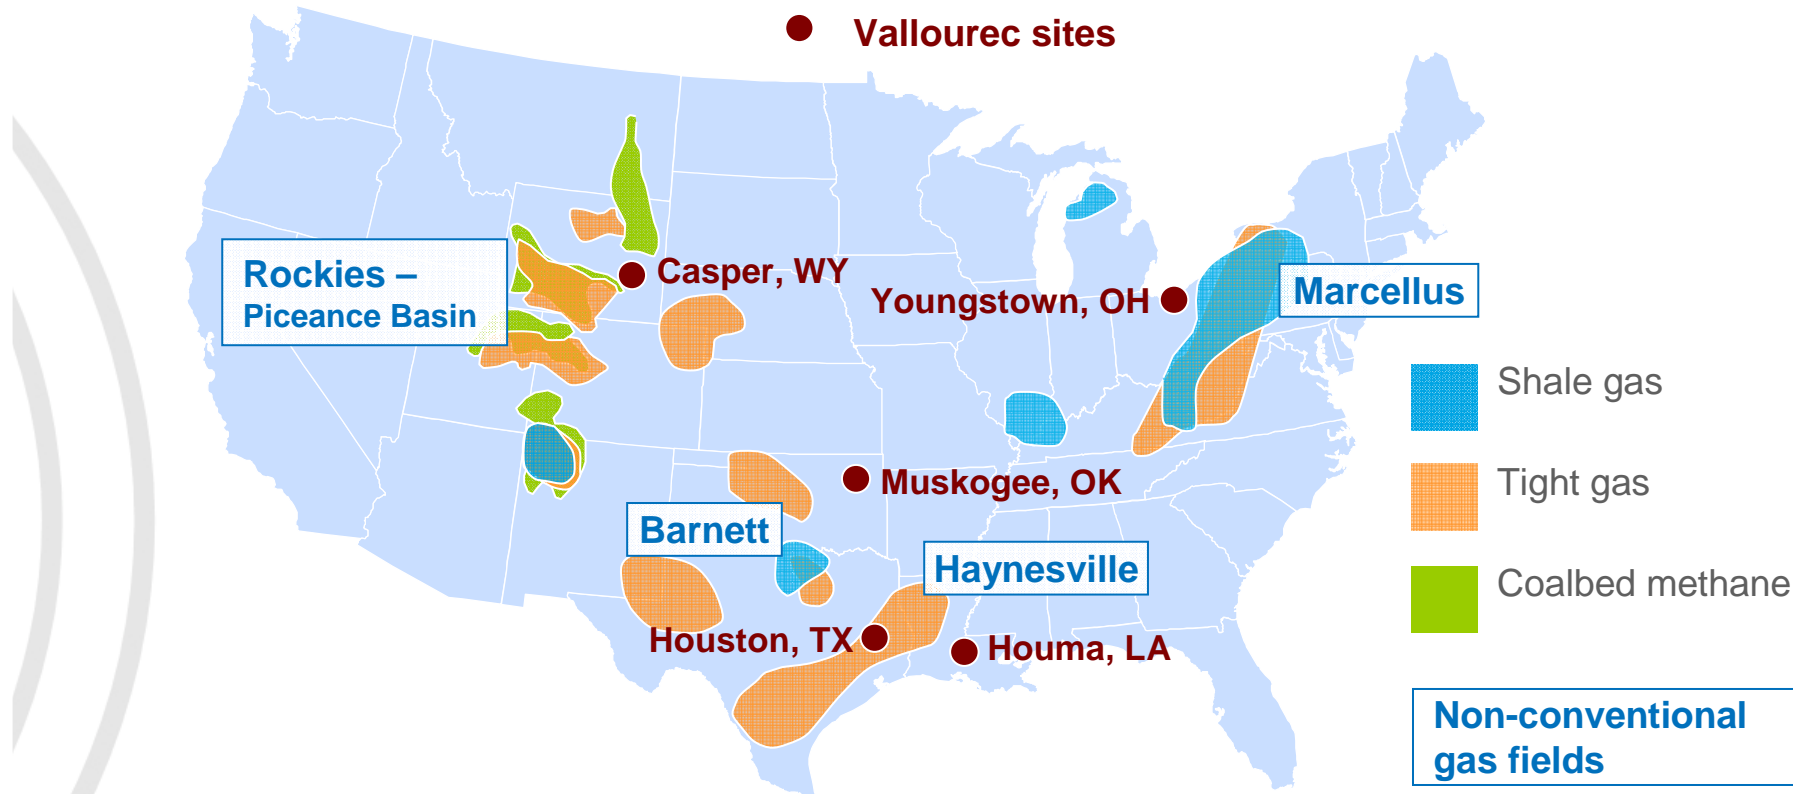 Vallourec sites
Rockies –
Piceance Basin
Casper, WY
Youngstown, OH
Marcellus
Shale gas
Tight gas
Muskogee, OK
Barnett
Haynesville
Coalbed methane
Houston, TX
Houma, LA
Non-conventional
gas fields